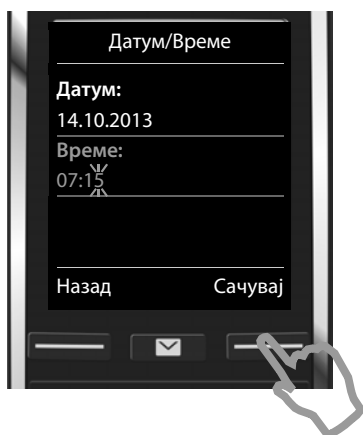 Датум/Време
Датум:
14.10.2013
Време:
07:15
Назад Сачувај